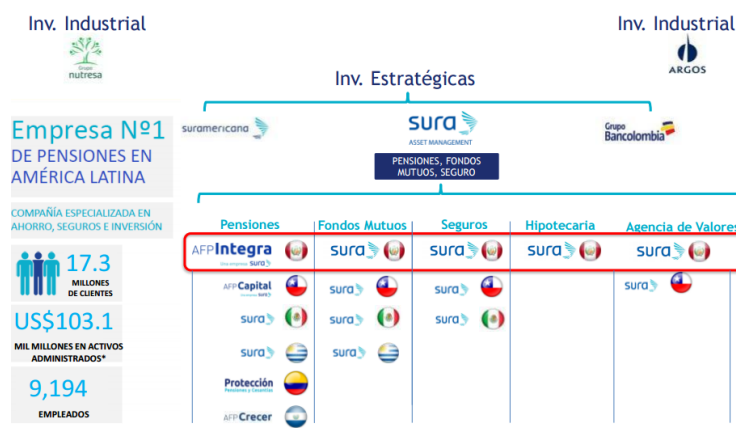 Inv. Industrial
Inv. Industrial
Grupo
nutresa
ARGOS
Inv. Estratégicas
Empresa Nº1
DE PENSIONES EN
AMÉRICA LATINA
suramericana
sura
ASSET MANAGEMENT
Grupo
Bancolombia
PENSIONES, FONDOS
MUTUOS, SEGURO
COMPAÑÍA ESPECIALIZADA EN
AHORRO, SEGUROS E INVERSIÓN
Pensiones Fondos Mutuos Seguros Hipotecaria Agencia de Valores
AFP Integra sura sura sura sura
Una empresa sura
17.3
MILLONES
DE CLIENTES
AFP Capital sura sura sura
sura
sura sura sura
US$103.1
MIL MILLONES EN ACTIVOS
ADMINISTRADOS*
sura sura
9,194
EMPLEADOS
Protección
Pensiones y Cesantías
AFP Crecer